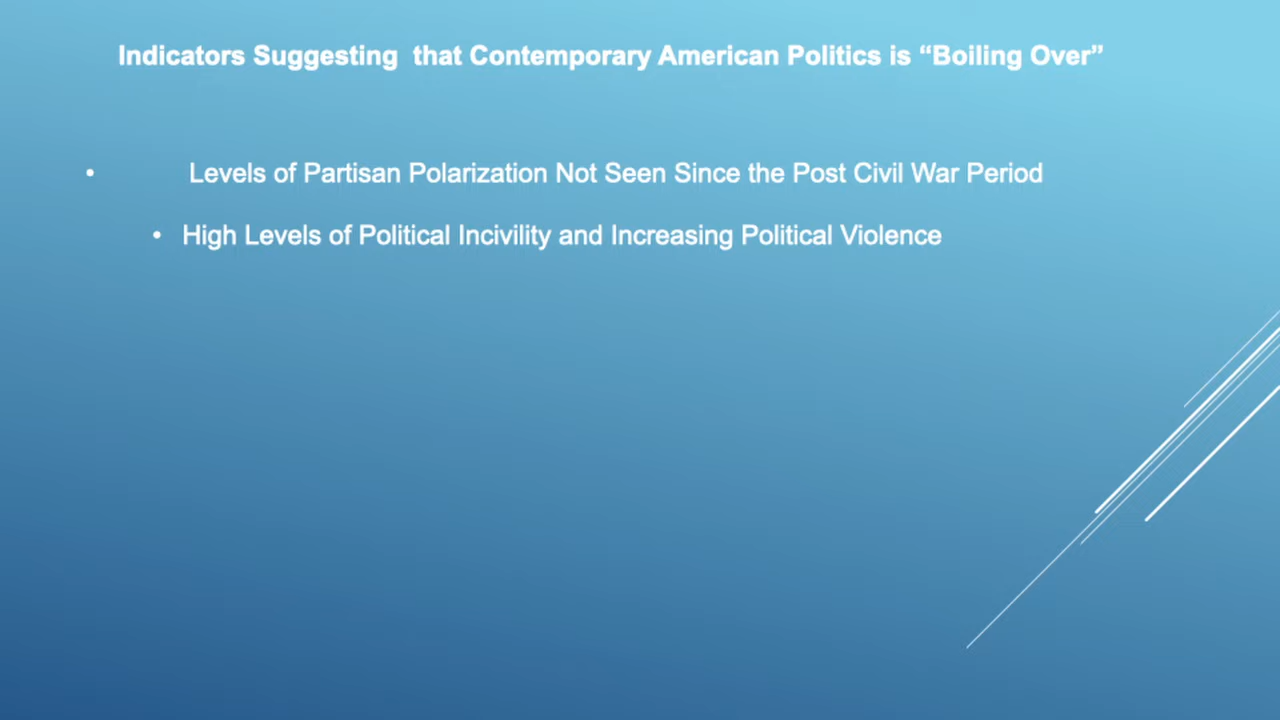 Indicators Suggesting  that Contemporary American Politics is “Boiling Over”
• Levels of Partisan Polarization Not Seen Since the Post Civil War Period
• High Levels of Political Incivility and Increasing Political Violence